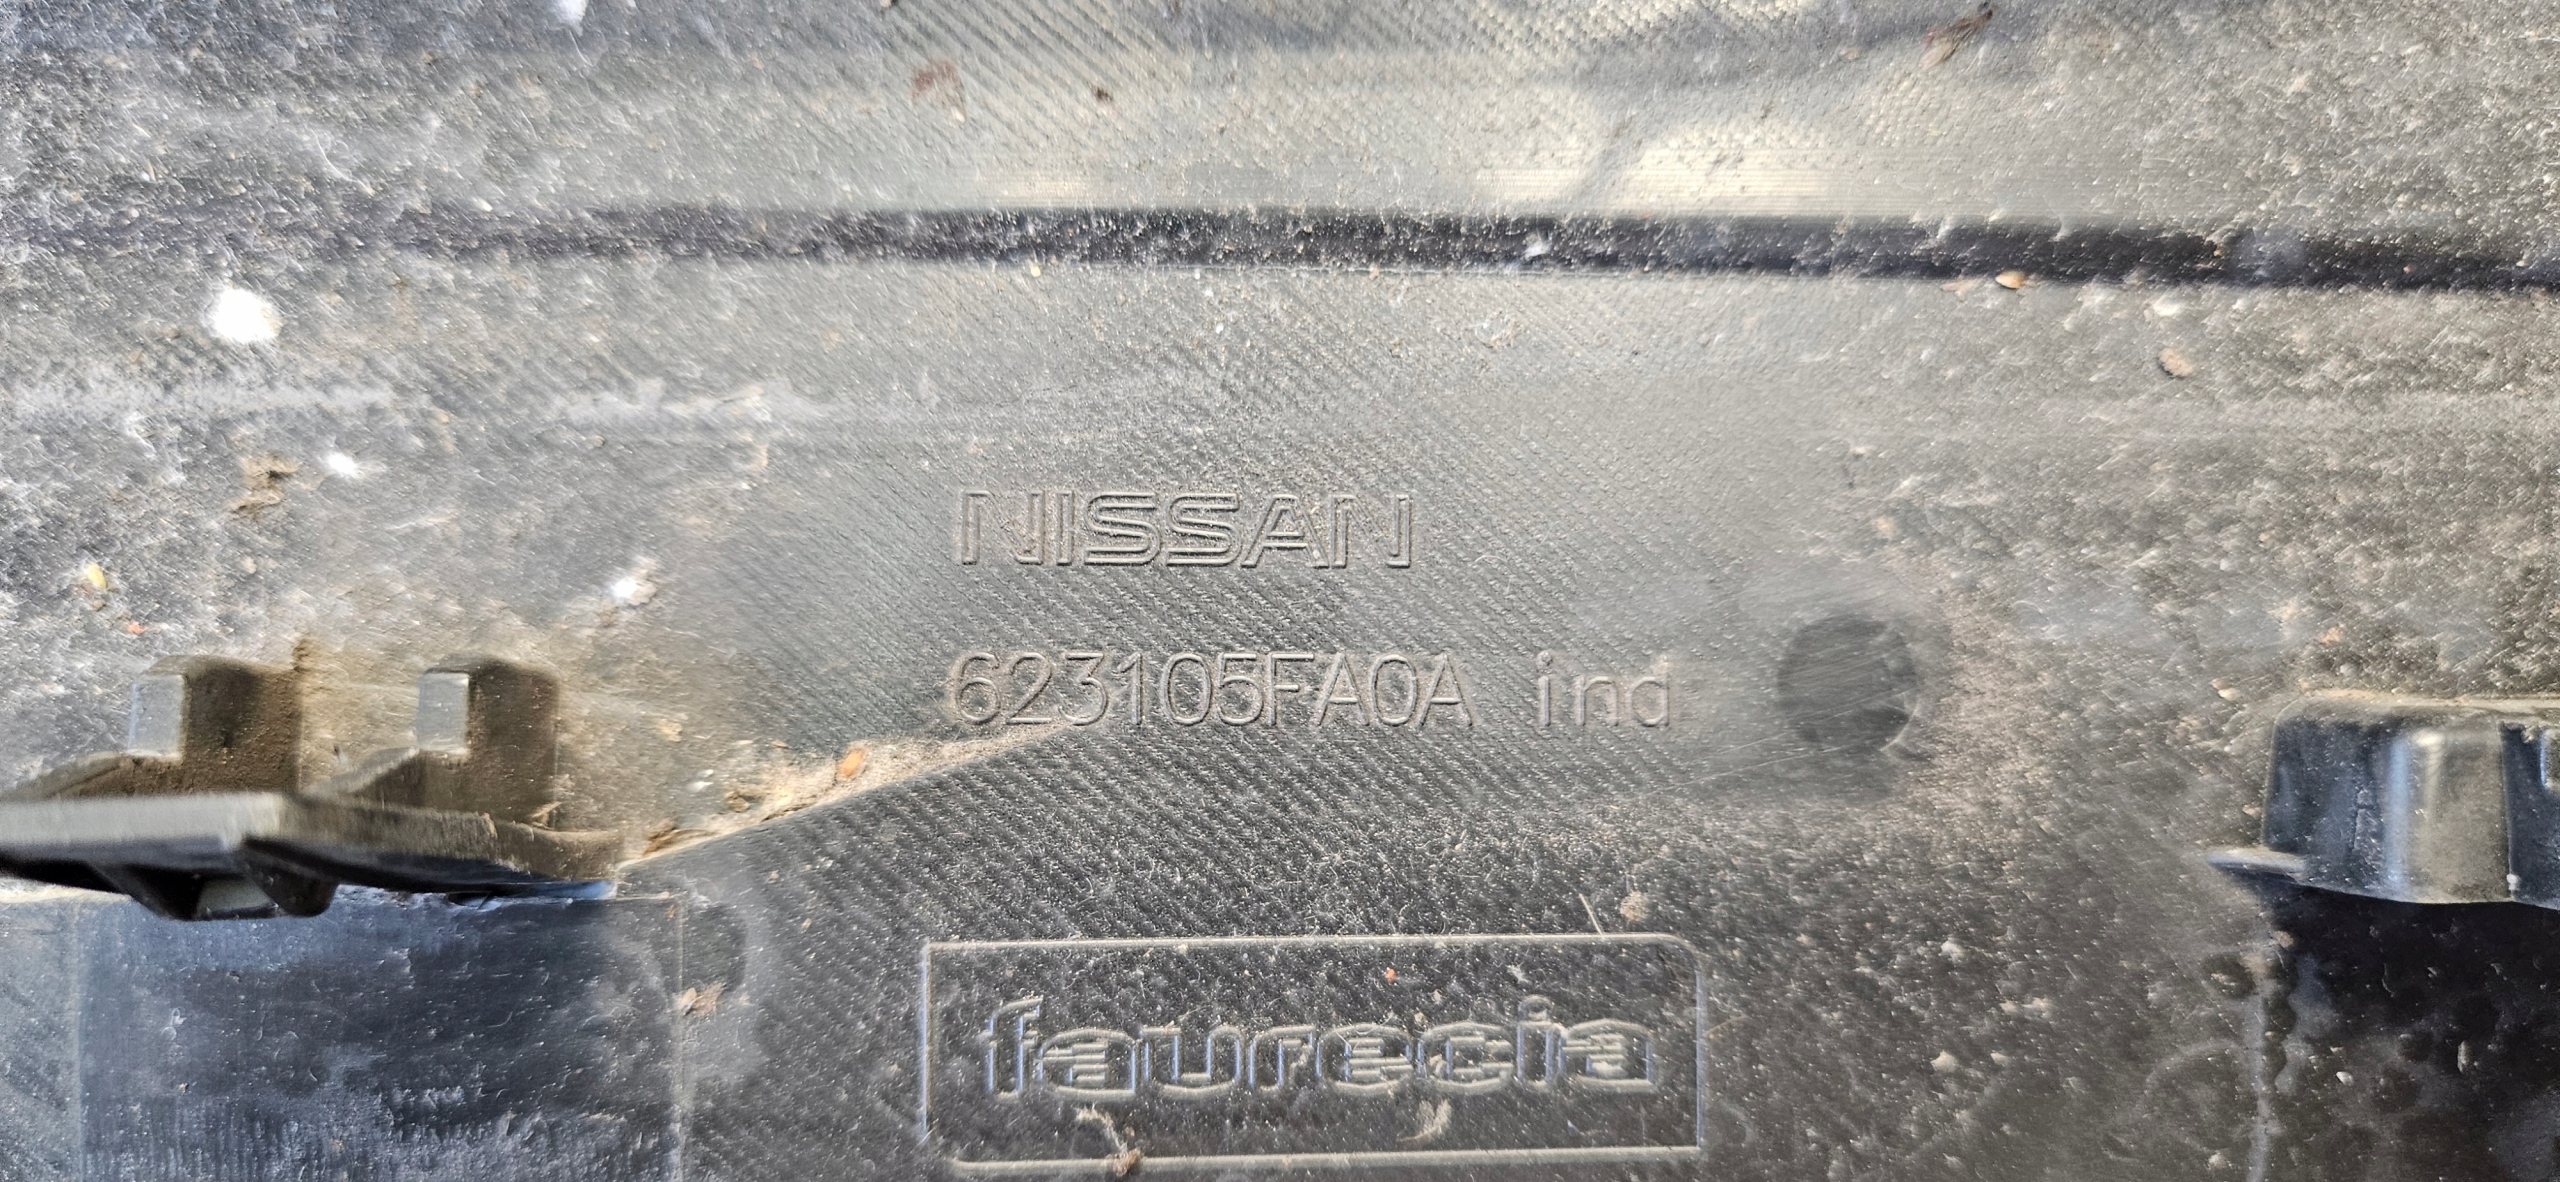 NISSAN
623105FA0A ind
faurecia